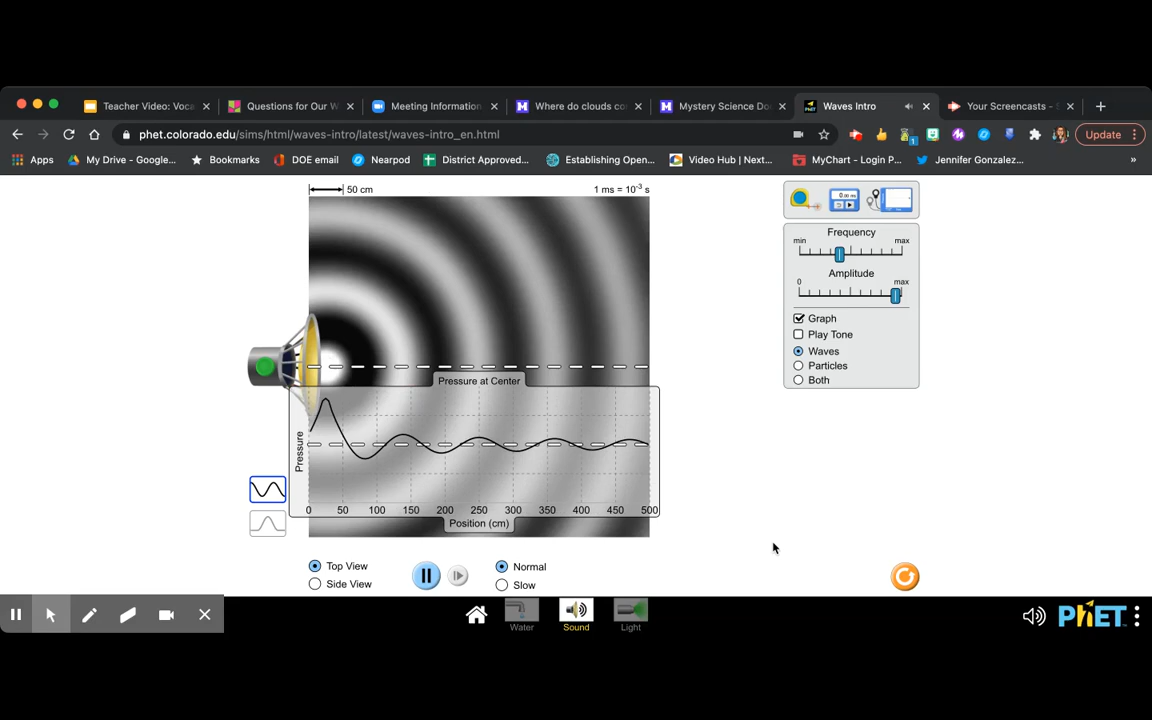 Teacher Video: Voca
Questions for Our W
Meeting Information
Where do clouds co
Mystery Science Do
Waves Intro
Your Screencasts - S
phet.colorado.edu/sims/html/waves-intro/latest/waves-intro_en.html
1
Update
Apps
My Drive - Google...
Bookmarks
DOE email
Nearpod
District Approved...
Establishing Open...
Video Hub | Next...
MyChart - Login P...
Jennifer Gonzalez...
»
50 cm
1 ms = 10⁻³ s
Frequency
min
max
Amplitude
0
max
Graph
Play Tone
Waves
Particles
Both
Pressure at Center
Pressure
0 50 100 150 200 250 300 350 400 450 500
Position (cm)
Top View
Side View
Normal
Slow
Water
Sound
Light
PhET